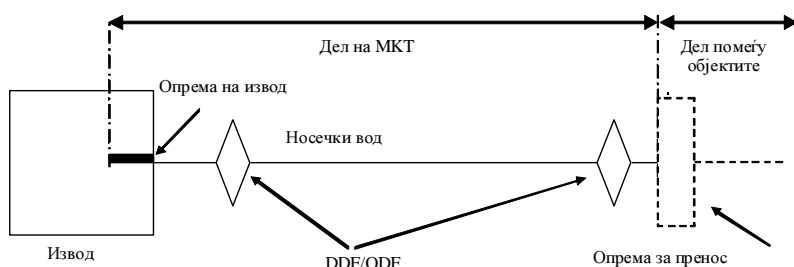 Дел на МКТ
Дел помеѓу
објектите
Опрема на извод
Носечки вод
Извод
DDF/ODF
Опрема за пренос